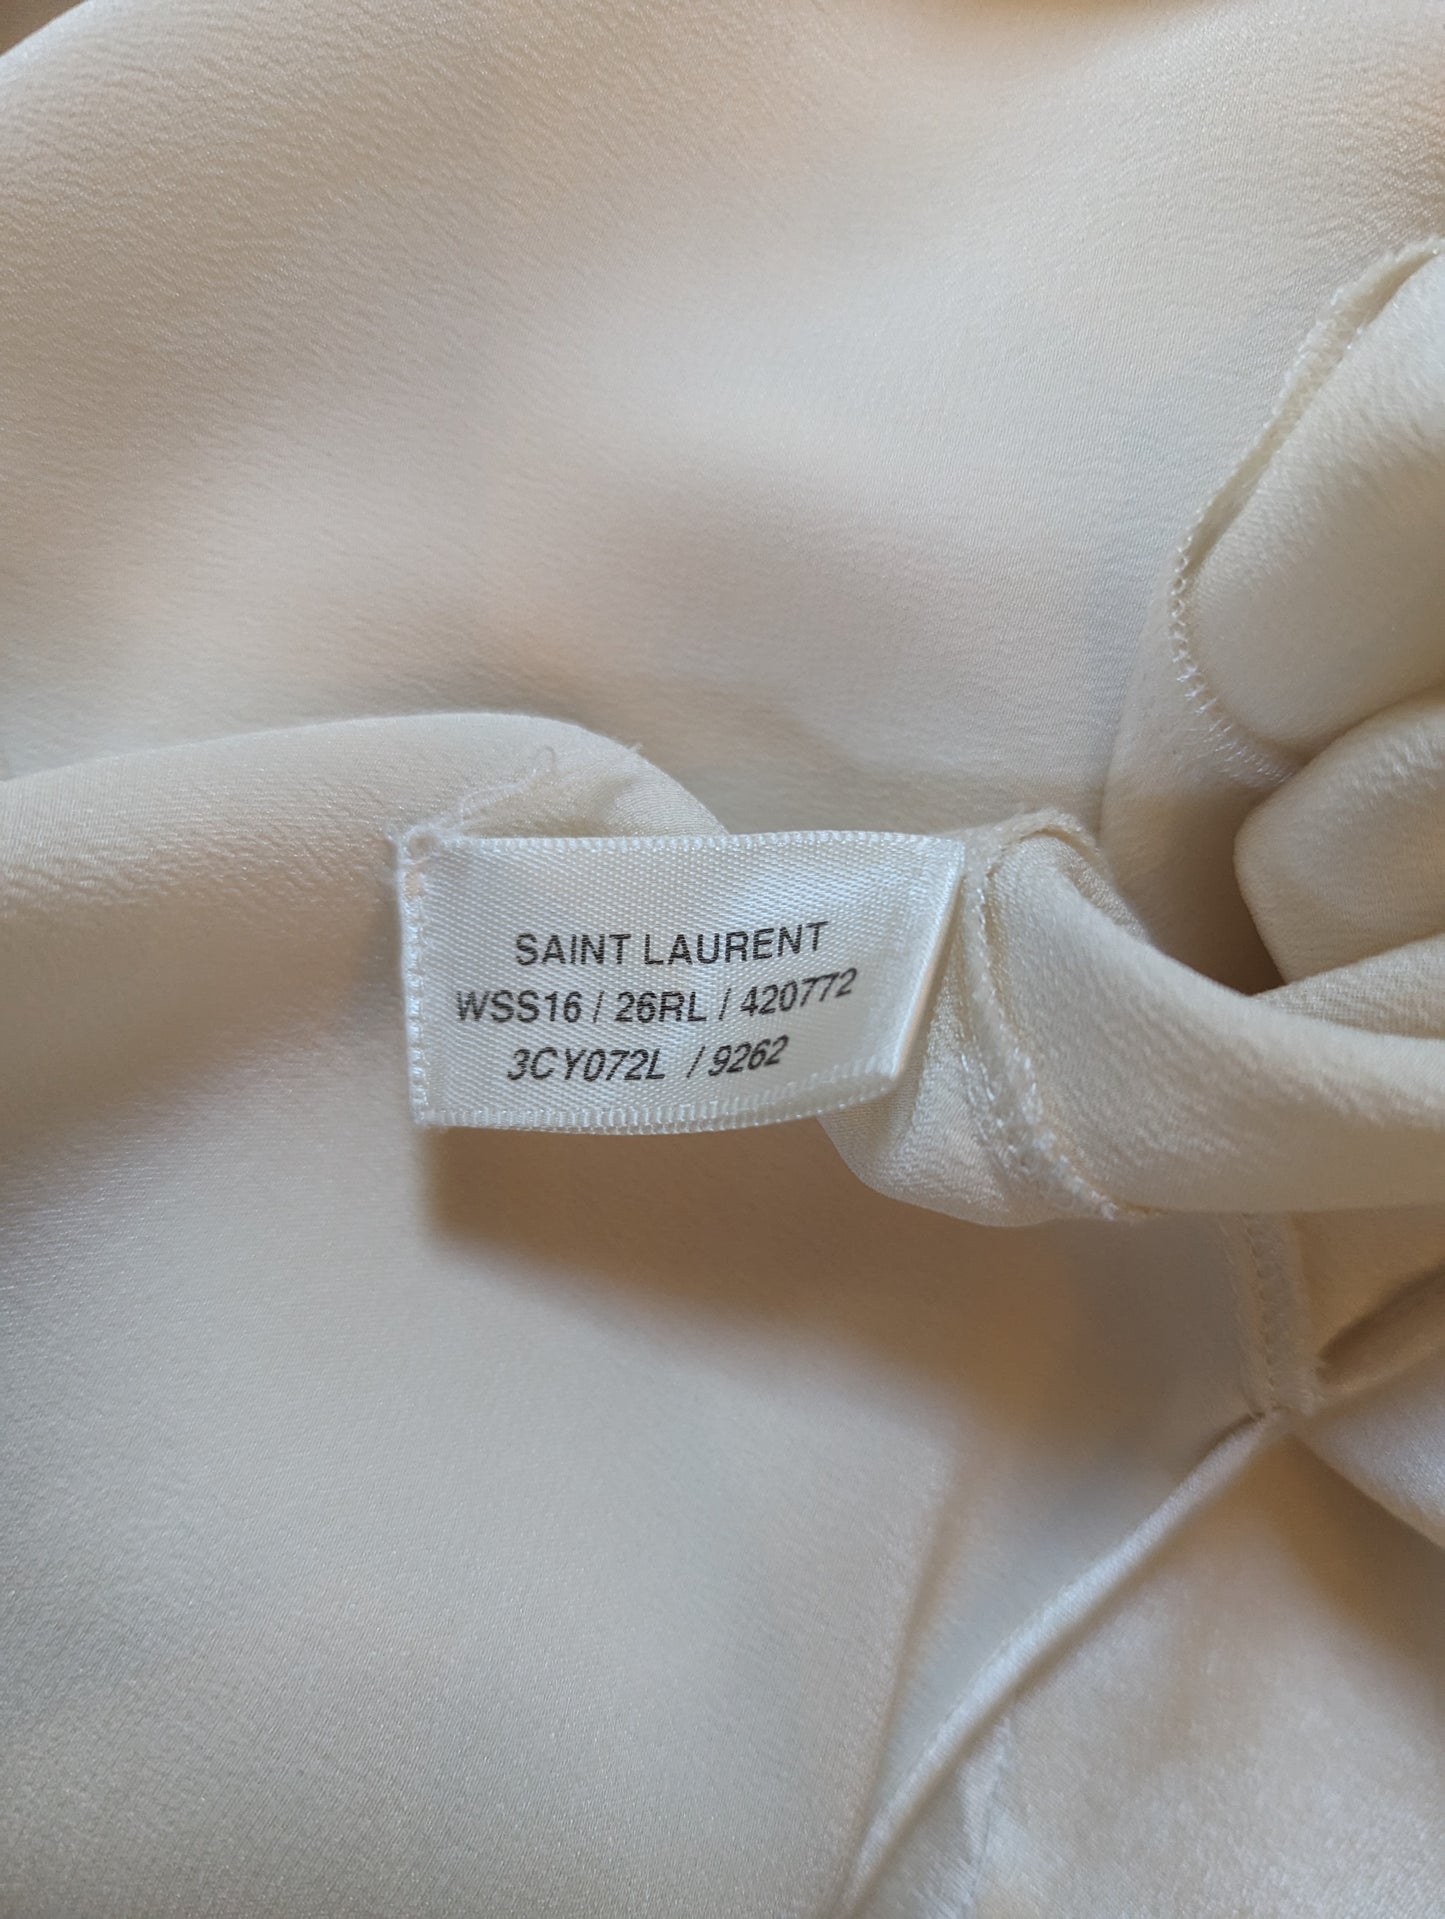 SAINT LAURENT
WSS16 / 26RL / 420772
3CY072L / 9262